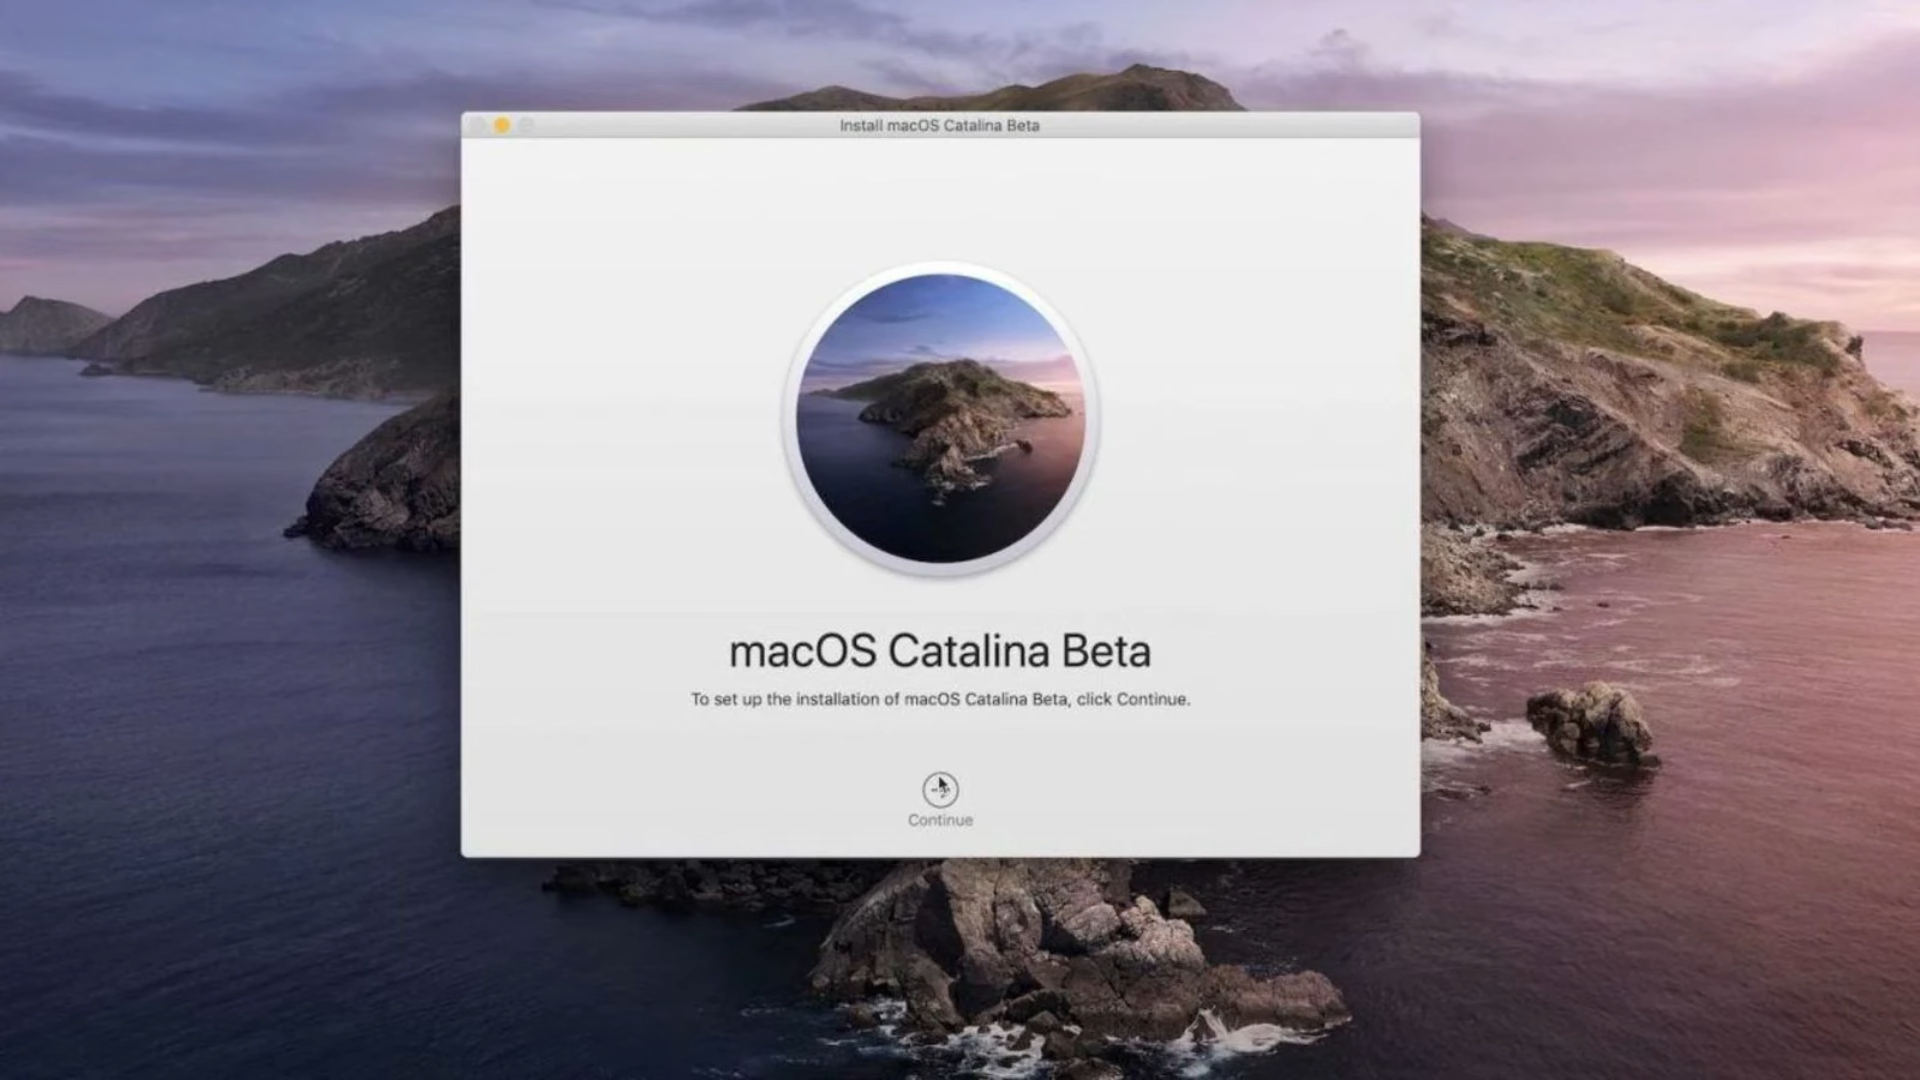 Install macOS Catalina Beta
macOS Catalina Beta
To set up the installation of macOS Catalina Beta, click Continue.
Continue